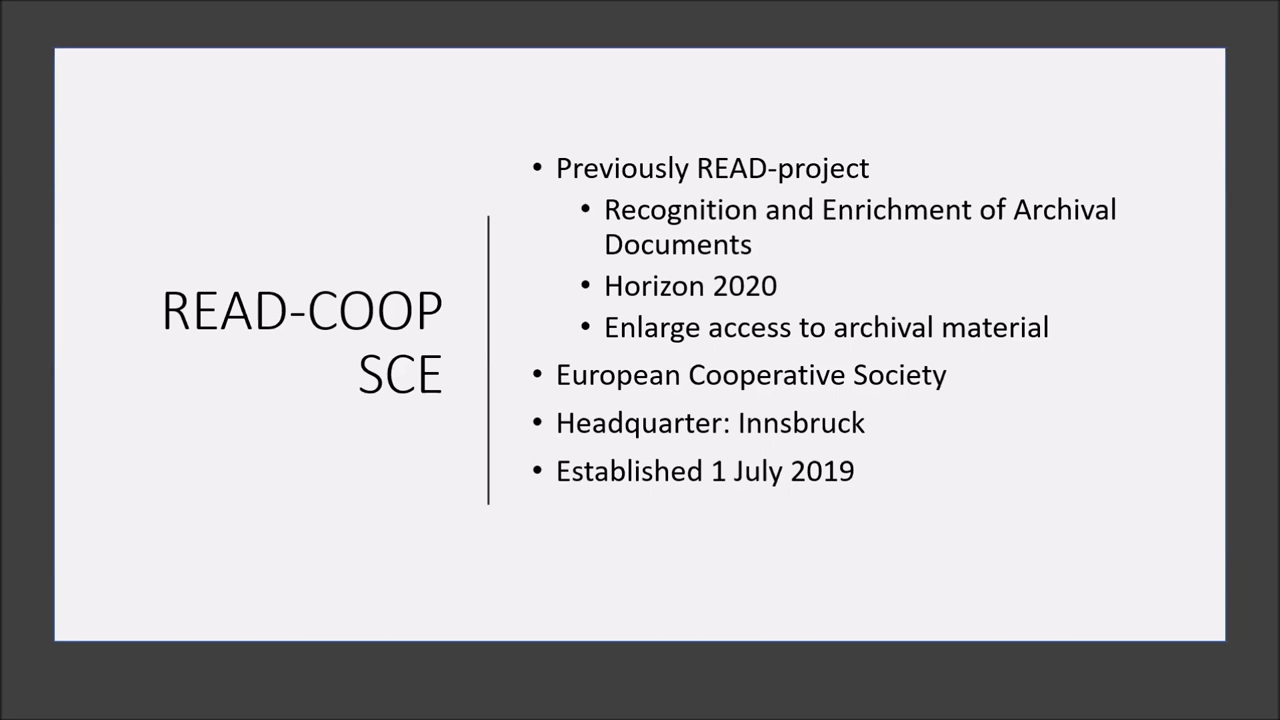 READ-COOP
SCE
• Previously READ-project
• Recognition and Enrichment of Archival
Documents
• Horizon 2020
• Enlarge access to archival material
• European Cooperative Society
• Headquarter: Innsbruck
• Established 1 July 2019